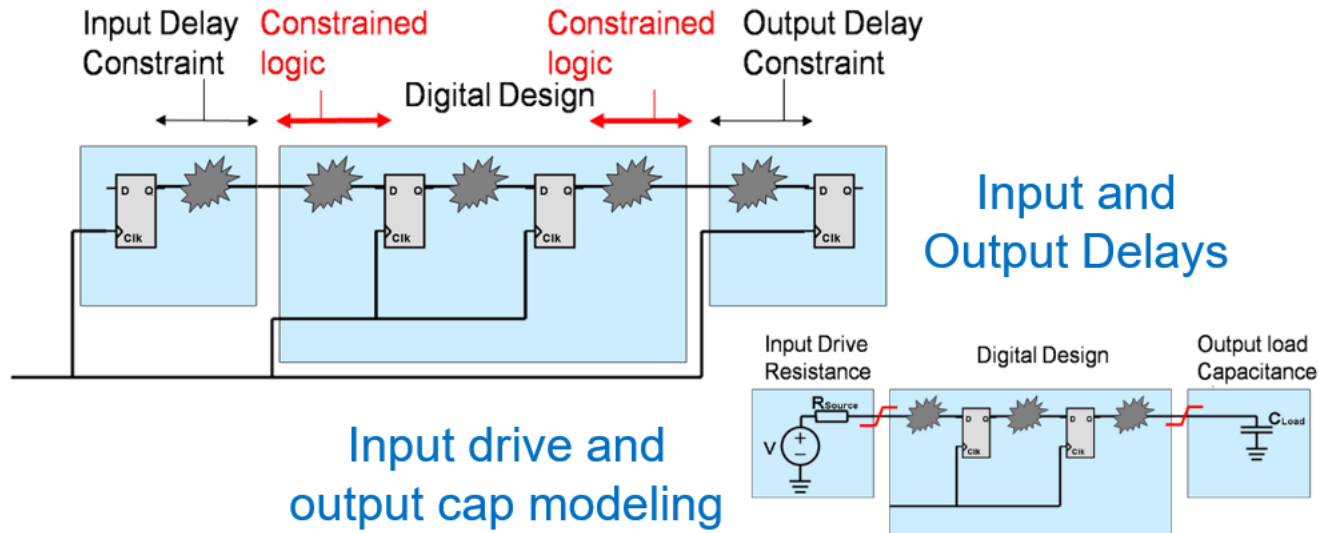 Input Delay
Constraint
Constrained
logic
Constrained
logic
Output Delay
Constraint
Digital Design
D Q
Clk
D Q
Clk
D Q
Clk
D Q
Clk
Input and
Output Delays
Input drive and
output cap modeling
Input Drive
Resistance
Digital Design
Output load
Capacitance
RSource
V
+
−
D Q
Clk
D Q
Clk
CLoad